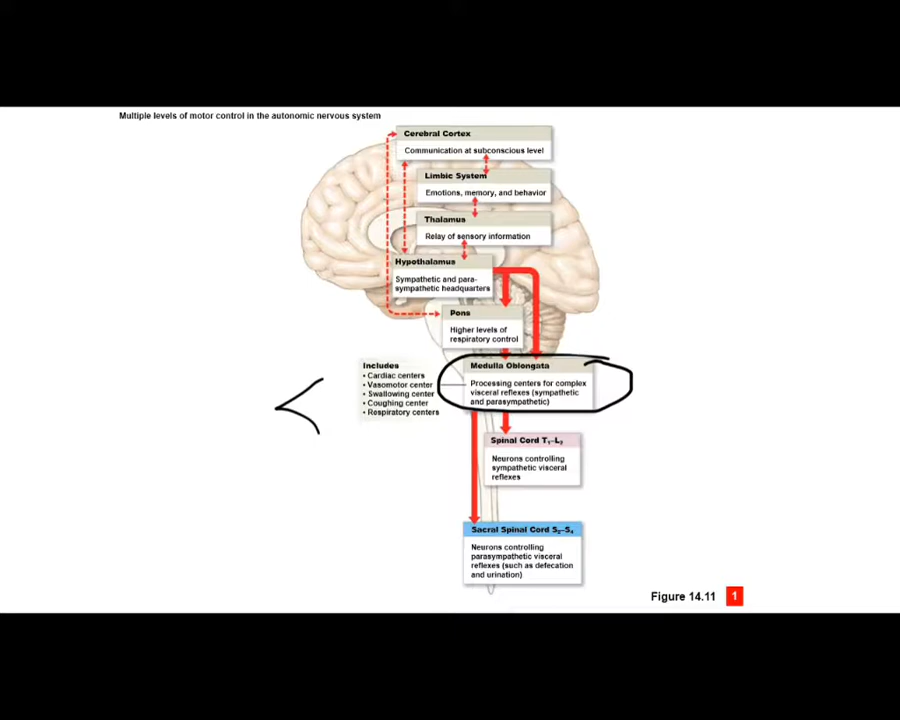 Multiple levels of motor control in the autonomic nervous system
Cerebral Cortex
Communication at subconscious level
Limbic System
Emotions, memory, and behavior
Thalamus
Relay of sensory information
Hypothalamus
Sympathetic and para-
sympathetic headquarters
Pons
Higher levels of
respiratory control
Includes
• Cardiac centers
• Vasomotor center
• Swallowing center
• Coughing center
• Respiratory centers
Medulla Oblongata
Processing centers for complex
visceral reflexes (sympathetic
and parasympathetic)
Spinal Cord T₁–L₂
Neurons controlling
sympathetic visceral
reflexes
Sacral Spinal Cord S₂–S₄
Neurons controlling
parasympathetic visceral
reflexes (such as defecation
and urination)
Figure 14.11 1